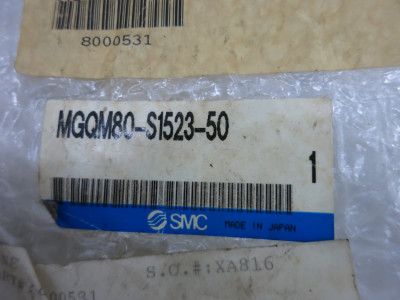 8000531
MGQM80-S1523-50
1
SMC MADE IN JAPAN
S.O.#:XA816